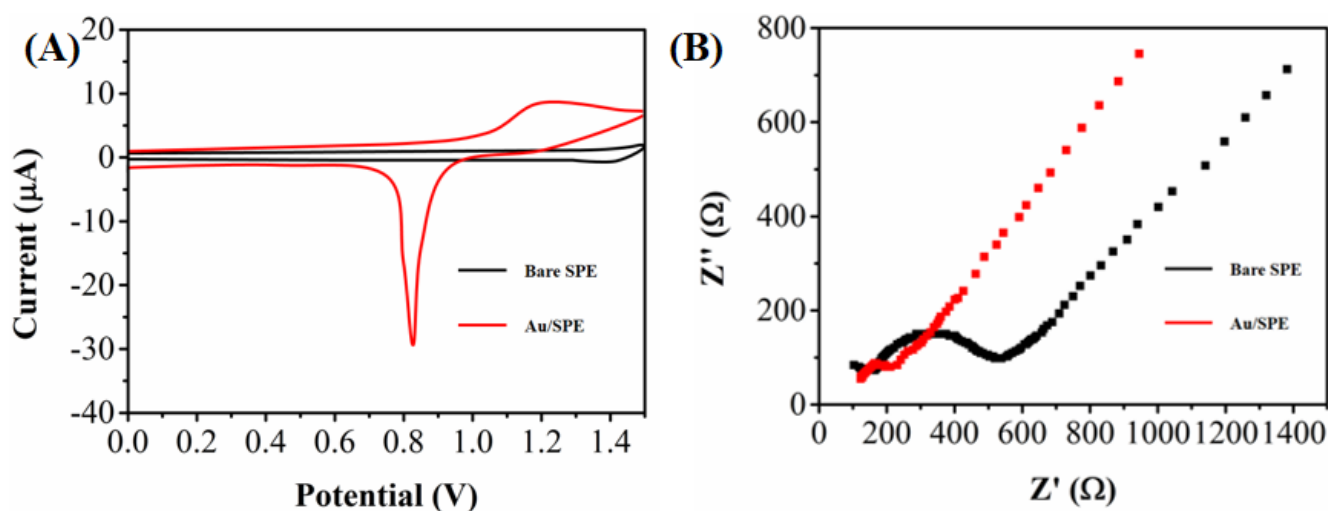 (A)
20
10
0
-10
-20
-30
-40
Current (μA)
Bare SPE
Au/SPE
0.0 0.2 0.4 0.6 0.8 1.0 1.2 1.4
Potential (V)
(B)
800
600
400
200
0
Z'' (Ω)
Bare SPE
Au/SPE
0 200 400 600 800 1000 1200 1400
Z' (Ω)